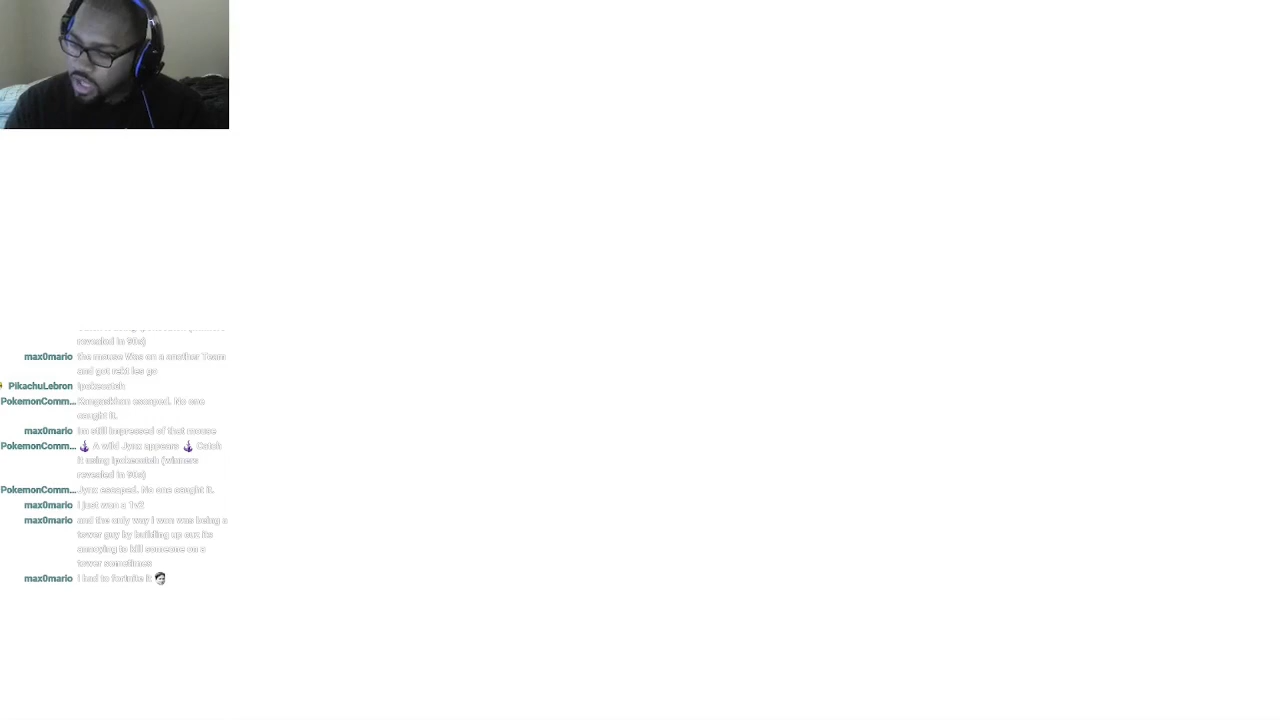 revealed in 90s)
max0mario the mouse Was on a another Team
and got rekt les go
PikachuLebron !pokecatch
PokemonComm... Kangaskhan escaped. No one
caught it.
max0mario Im still impressed of that mouse
PokemonComm... A wild Jynx appears Catch
it using !pokecatch (winners
revealed in 90s)
PokemonComm... Jynx escaped. No one caught it.
max0mario I just won a 1v3
max0mario and the only way i won was being a
tower guy by building up cuz its
annoying to kill someone on a
tower sometimes
max0mario I had to fortnite it